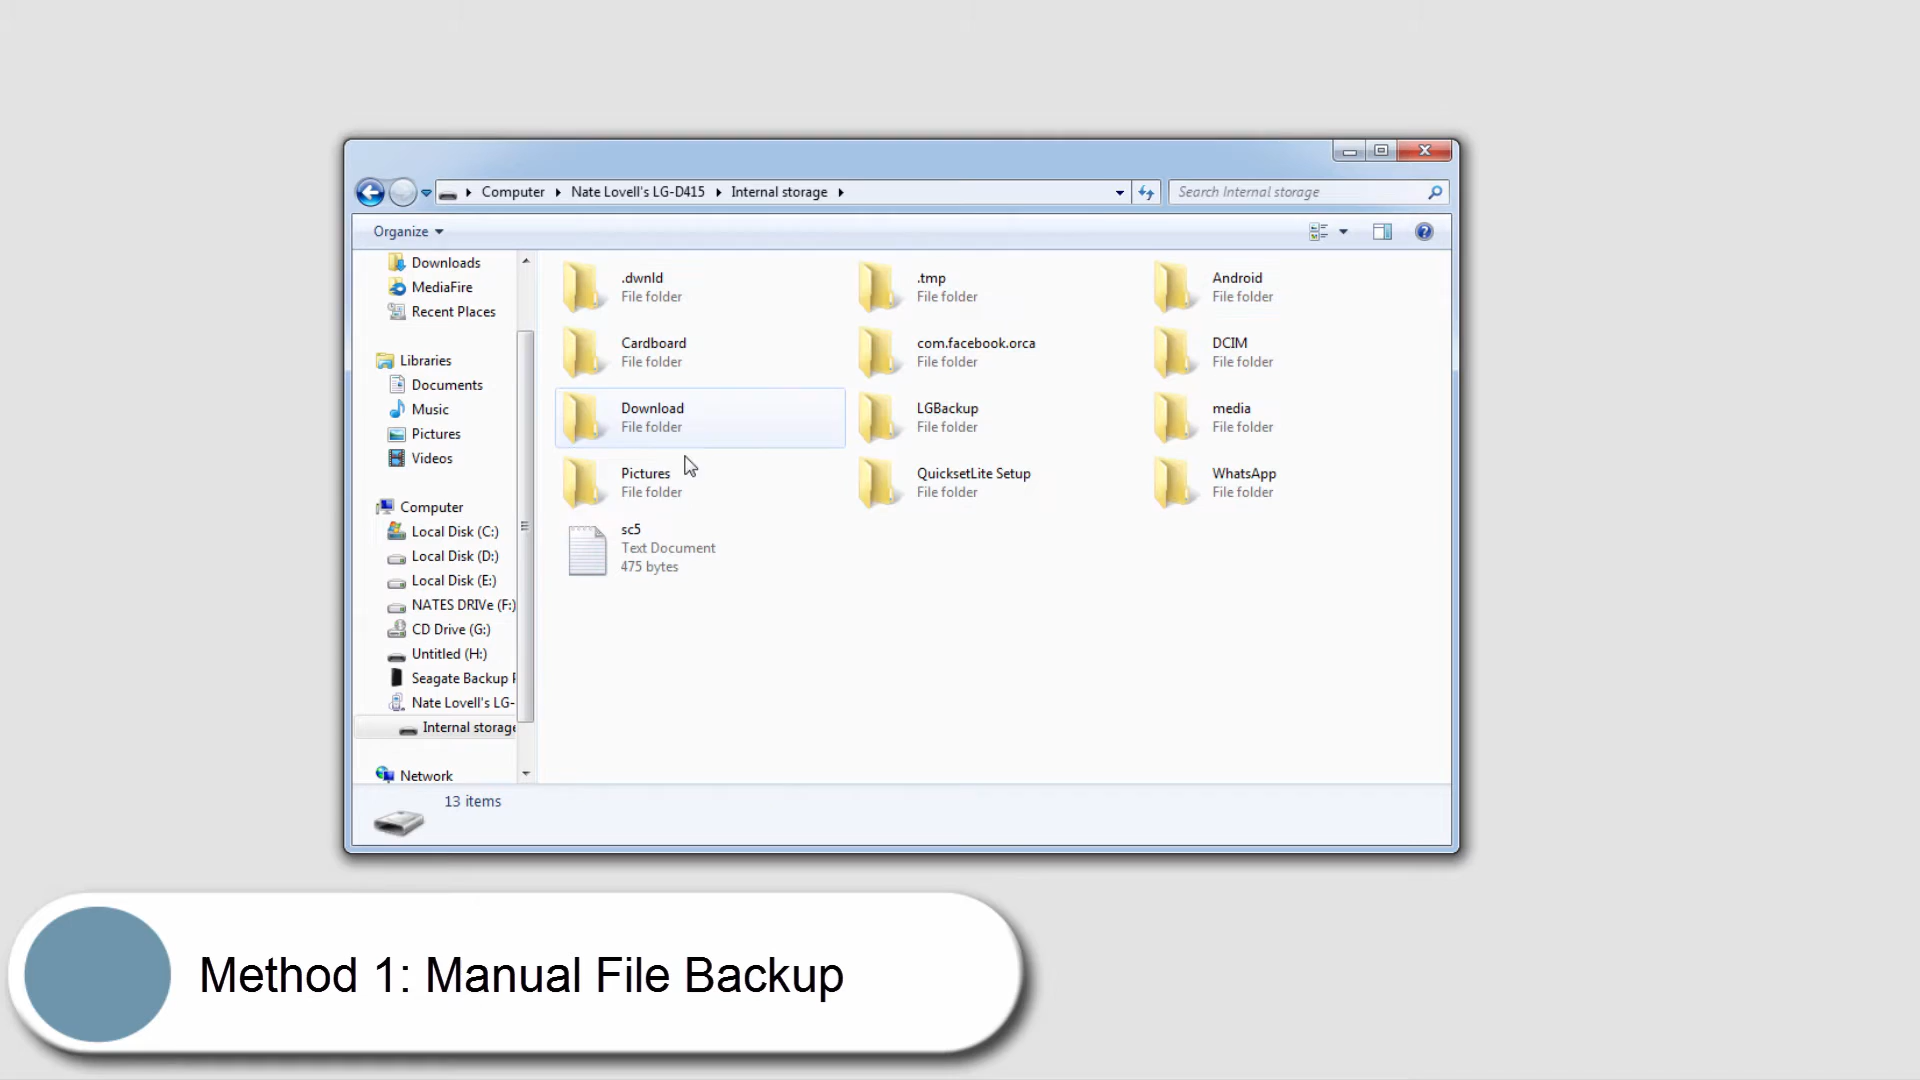 Computer
Nate Lovell's LG-D415
Internal storage
Search Internal storage
Organize
Downloads
MediaFire
Recent Places
Libraries
Documents
Music
Pictures
Videos
Computer
Local Disk (C:)
Local Disk (D:)
Local Disk (E:)
NATES DRIVe (F:)
CD Drive (G:)
Untitled (H:)
Seagate Backup
Nate Lovell's LG-
Internal storage
Network
.dwnld
File folder
.tmp
File folder
Android
File folder
Cardboard
File folder
com.facebook.orca
File folder
DCIM
File folder
Download
File folder
LGBackup
File folder
media
File folder
Pictures
File folder
QuicksetLite Setup
File folder
WhatsApp
File folder
sc5
Text Document
475 bytes
13 items
Method 1: Manual File Backup